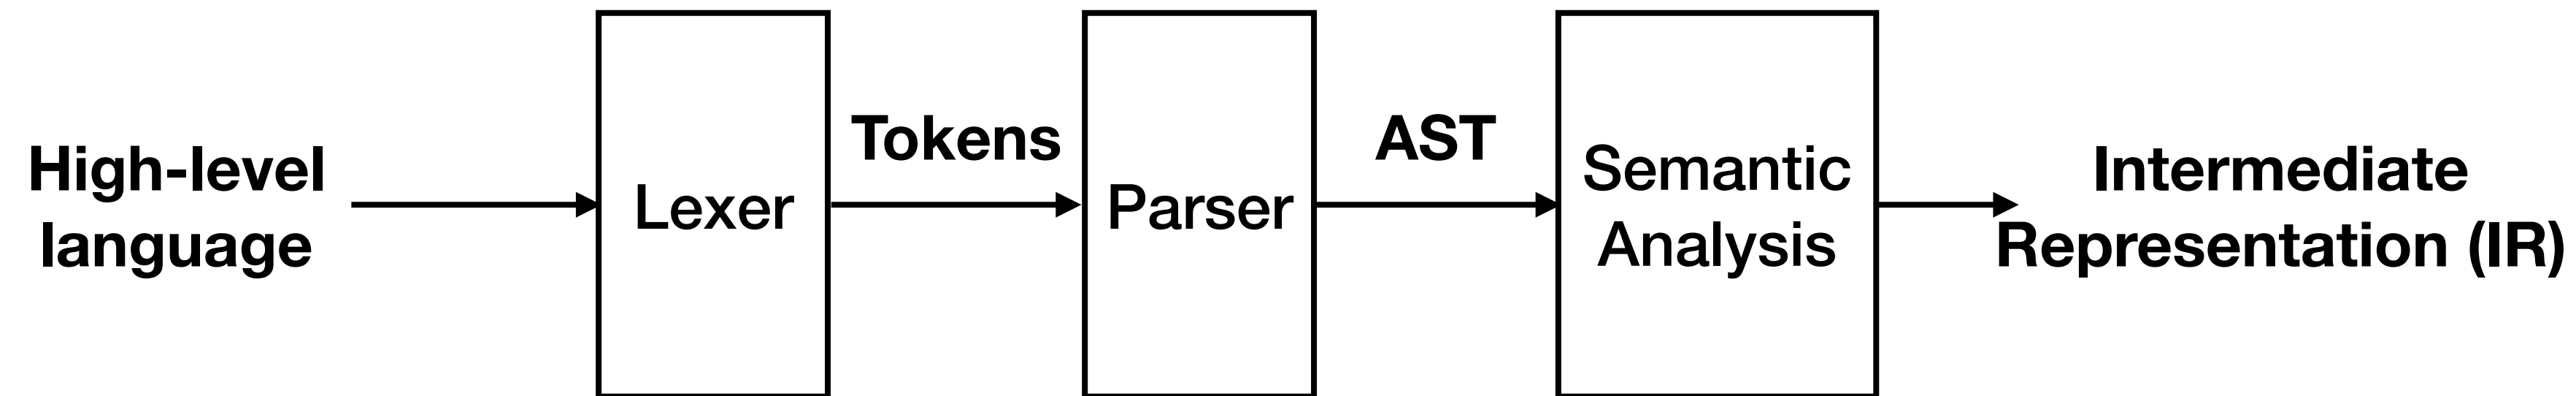 High-level
language
Lexer
Tokens
Parser
AST
Semantic
Analysis
Intermediate
Representation (IR)